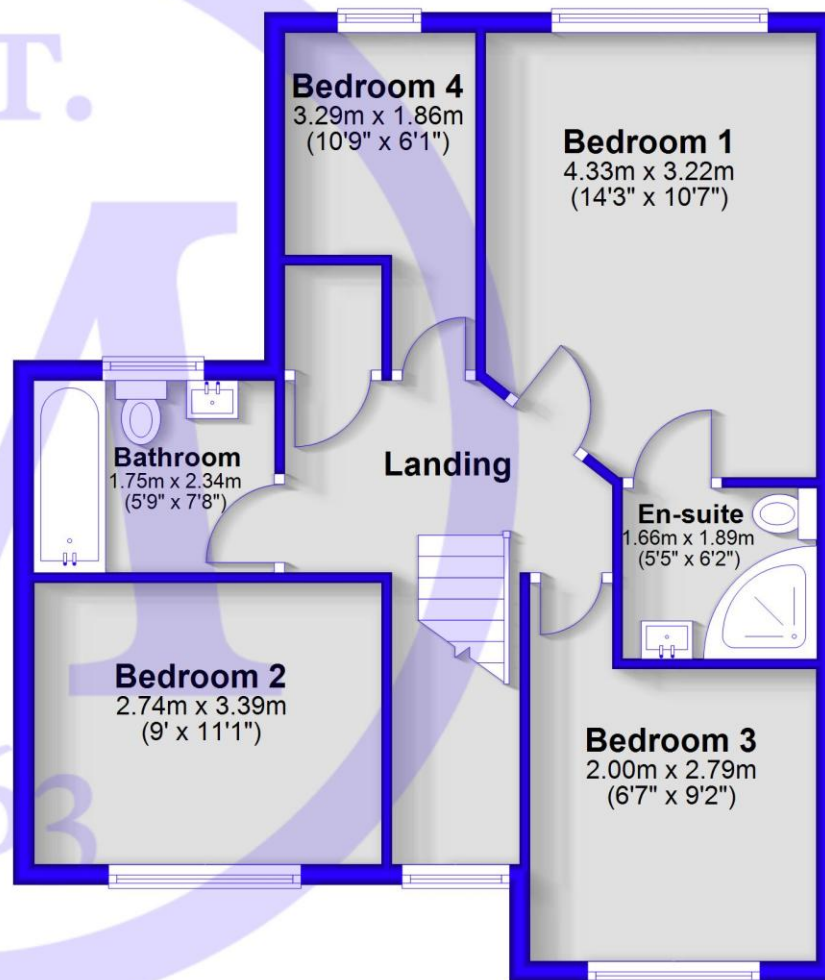 T.
Bedroom 4
3.29m x 1.86m
(10'9" x 6'1")
Bedroom 1
4.33m x 3.22m
(14'3" x 10'7")
Bathroom
1.75m x 2.34m
(5'9" x 7'8")
Landing
En-suite
1.66m x 1.89m
(5'5" x 6'2")
Bedroom 2
2.74m x 3.39m
(9' x 11'1")
Bedroom 3
2.00m x 2.79m
(6'7" x 9'2")
63